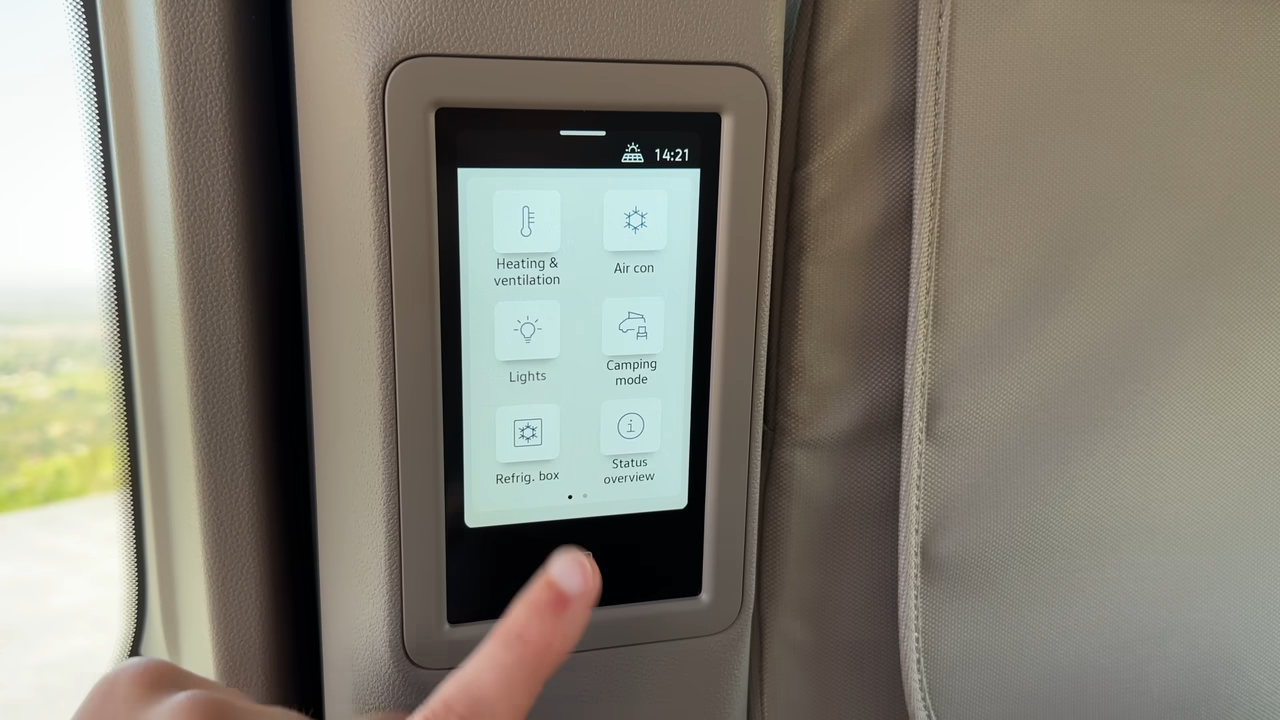 14:21
Heating &
ventilation
Air con
Lights
Camping
mode
Refrig. box
Status
overview